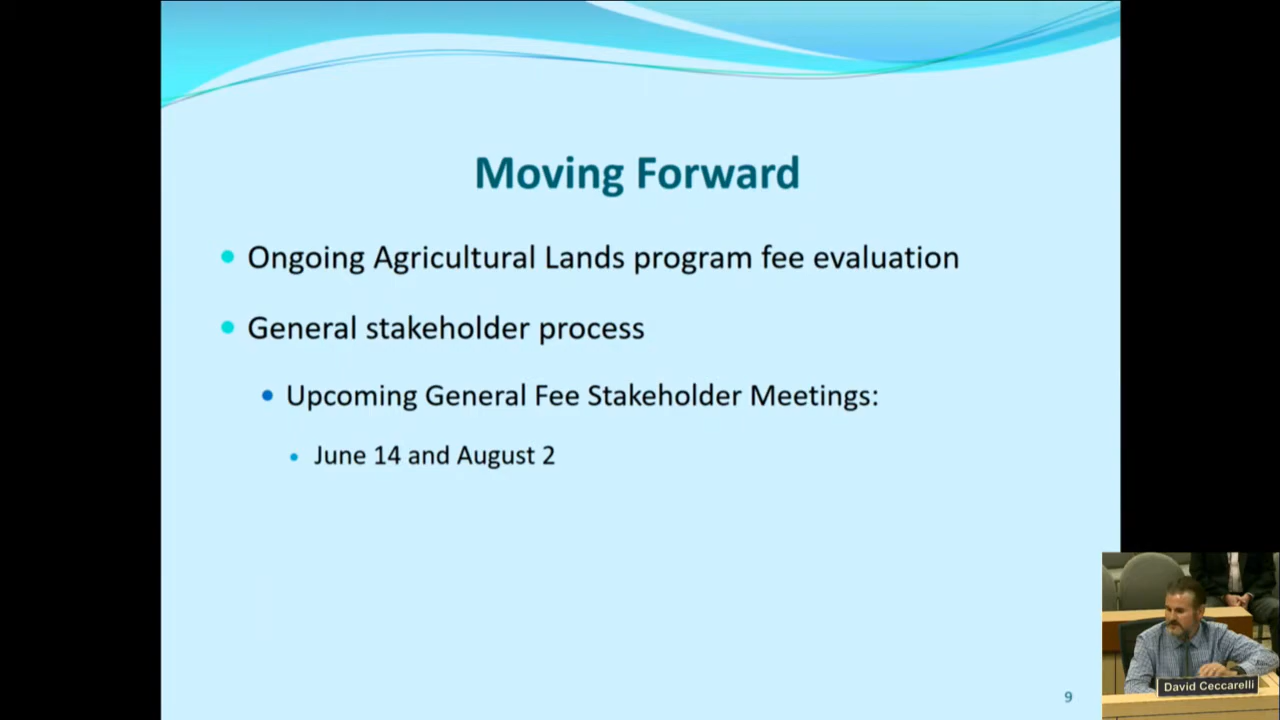 Moving Forward
Ongoing Agricultural Lands program fee evaluation
General stakeholder process
Upcoming General Fee Stakeholder Meetings:
June 14 and August 2
9
David Ceccarelli